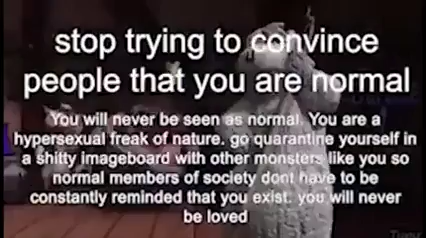 stop trying to convince
people that you are normal
You will never be seen as normal. You are a
hypersexual freak of nature. go quarantine yourself in
a shitty imageboard with other monsters like you so
normal members of society dont have to be
constantly reminded that you exist. you will never
be loved